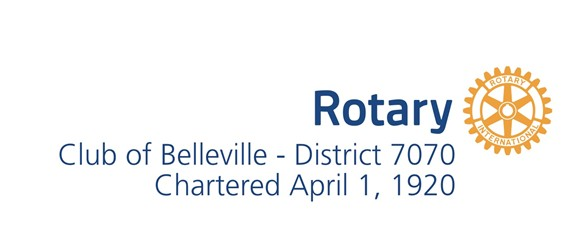 Rotary
Club of Belleville - District 7070
Chartered April 1, 1920
ROTARY
INTERNATIONAL